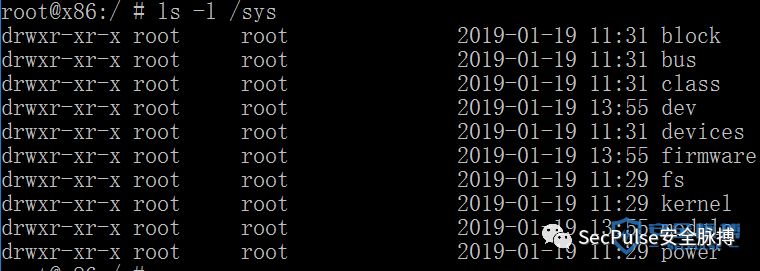 root@x86:/ # ls -l /sys
drwxr-xr-x root     root              2019-01-19 11:31 block
drwxr-xr-x root     root              2019-01-19 11:31 bus
drwxr-xr-x root     root              2019-01-19 11:31 class
drwxr-xr-x root     root              2019-01-19 13:55 dev
drwxr-xr-x root     root              2019-01-19 11:31 devices
drwxr-xr-x root     root              2019-01-19 13:55 firmware
drwxr-xr-x root     root              2019-01-19 11:29 fs
drwxr-xr-x root     root              2019-01-19 11:29 kernel
drwxr-xr-x root     root              2019-01-19 13:55
SecPulse安全脉搏
drwxr-xr-x root     root              2019-01-19 11:29 power
root@x86:/ #